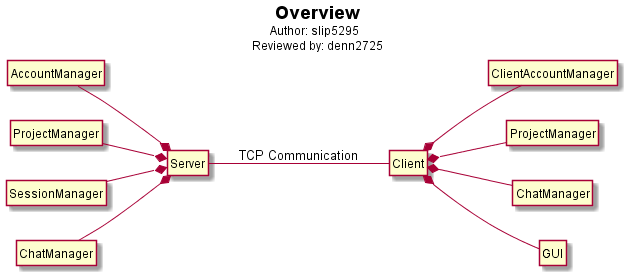 Overview
Author: slip5295
Reviewed by: denn2725
AccountManager
ProjectManager
SessionManager
ChatManager
Server
TCP Communication
Client
ClientAccountManager
ProjectManager
ChatManager
GUI